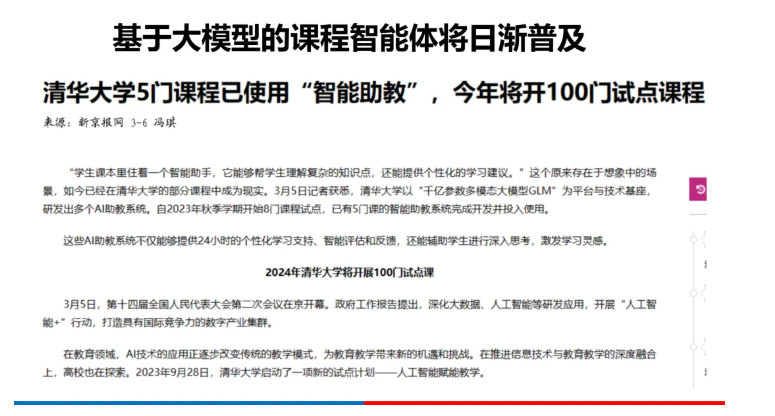 基于大模型的课程智能体将日渐普及
清华大学5门课程已使用“智能助教”，今年将开100门试点课程
来源：新京报网 3-6 冯琪
“学生课本里住着一个智能助手，它能够帮学生理解复杂的知识点，还能提供个性化的学习建议。”这个原来存在于想象中的场
景，如今已经在清华大学的部分课程中成为现实。3月5日记者获悉，清华大学以“千亿参数多模态大模型GLM”为平台与技术基座，
研发出多个AI助教系统。自2023年秋季学期开始8门课程试点，已有5门课的智能助教系统完成开发并投入使用。
这些AI助教系统不仅能够提供24小时的个性化学习支持、智能评估和反馈，还能辅助学生进行深入思考，激发学习灵感。
2024年清华大学将开展100门试点课
3月5日，第十四届全国人民代表大会第二次会议在京开幕。政府工作报告提出，深化大数据、人工智能等研发应用，开展“人工智
能+”行动，打造具有国际竞争力的数字产业集群。
在教育领域，AI技术的应用正逐步改变传统的教学模式，为教育教学带来新的机遇和挑战。在推进信息技术与教育教学的深度融合
上，高校也在探索。2023年9月28日，清华大学启动了一项新的试点计划——人工智能赋能教学。